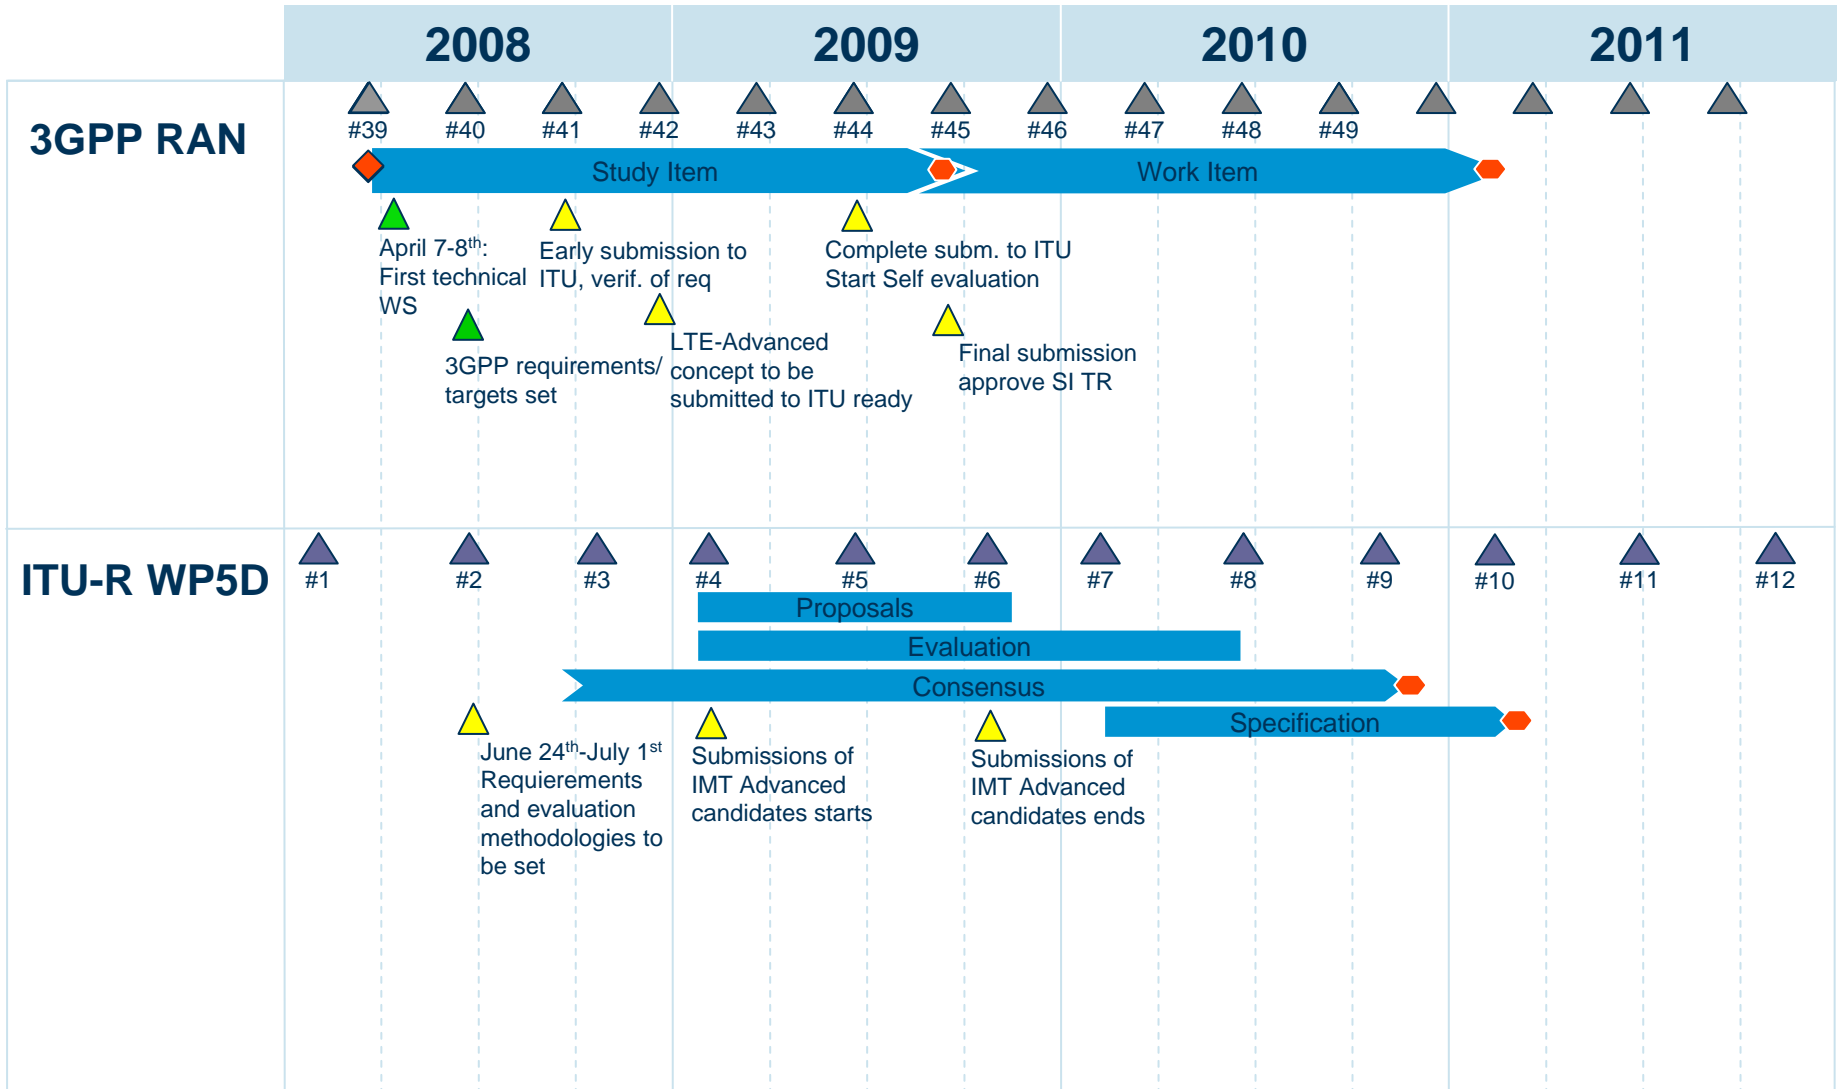 2008 2009 2010 2011
3GPP RAN
#39 #40 #41 #42 #43 #44 #45 #46 #47 #48 #49
Study Item
Work Item
April 7-8th:
First technical
WS
Early submission to
ITU, verif. of req
Complete subm. to ITU
Start Self evaluation
3GPP requirements/
targets set
LTE-Advanced
concept to be
submitted to ITU ready
Final submission
approve SI TR
ITU-R WP5D
#1 #2 #3 #4 #5 #6 #7 #8 #9 #10 #11 #12
Proposals
Evaluation
Consensus
Specification
June 24th-July 1st
Requierements
and evaluation
methodologies to
be set
Submissions of
IMT Advanced
candidates starts
Submissions of
IMT Advanced
candidates ends